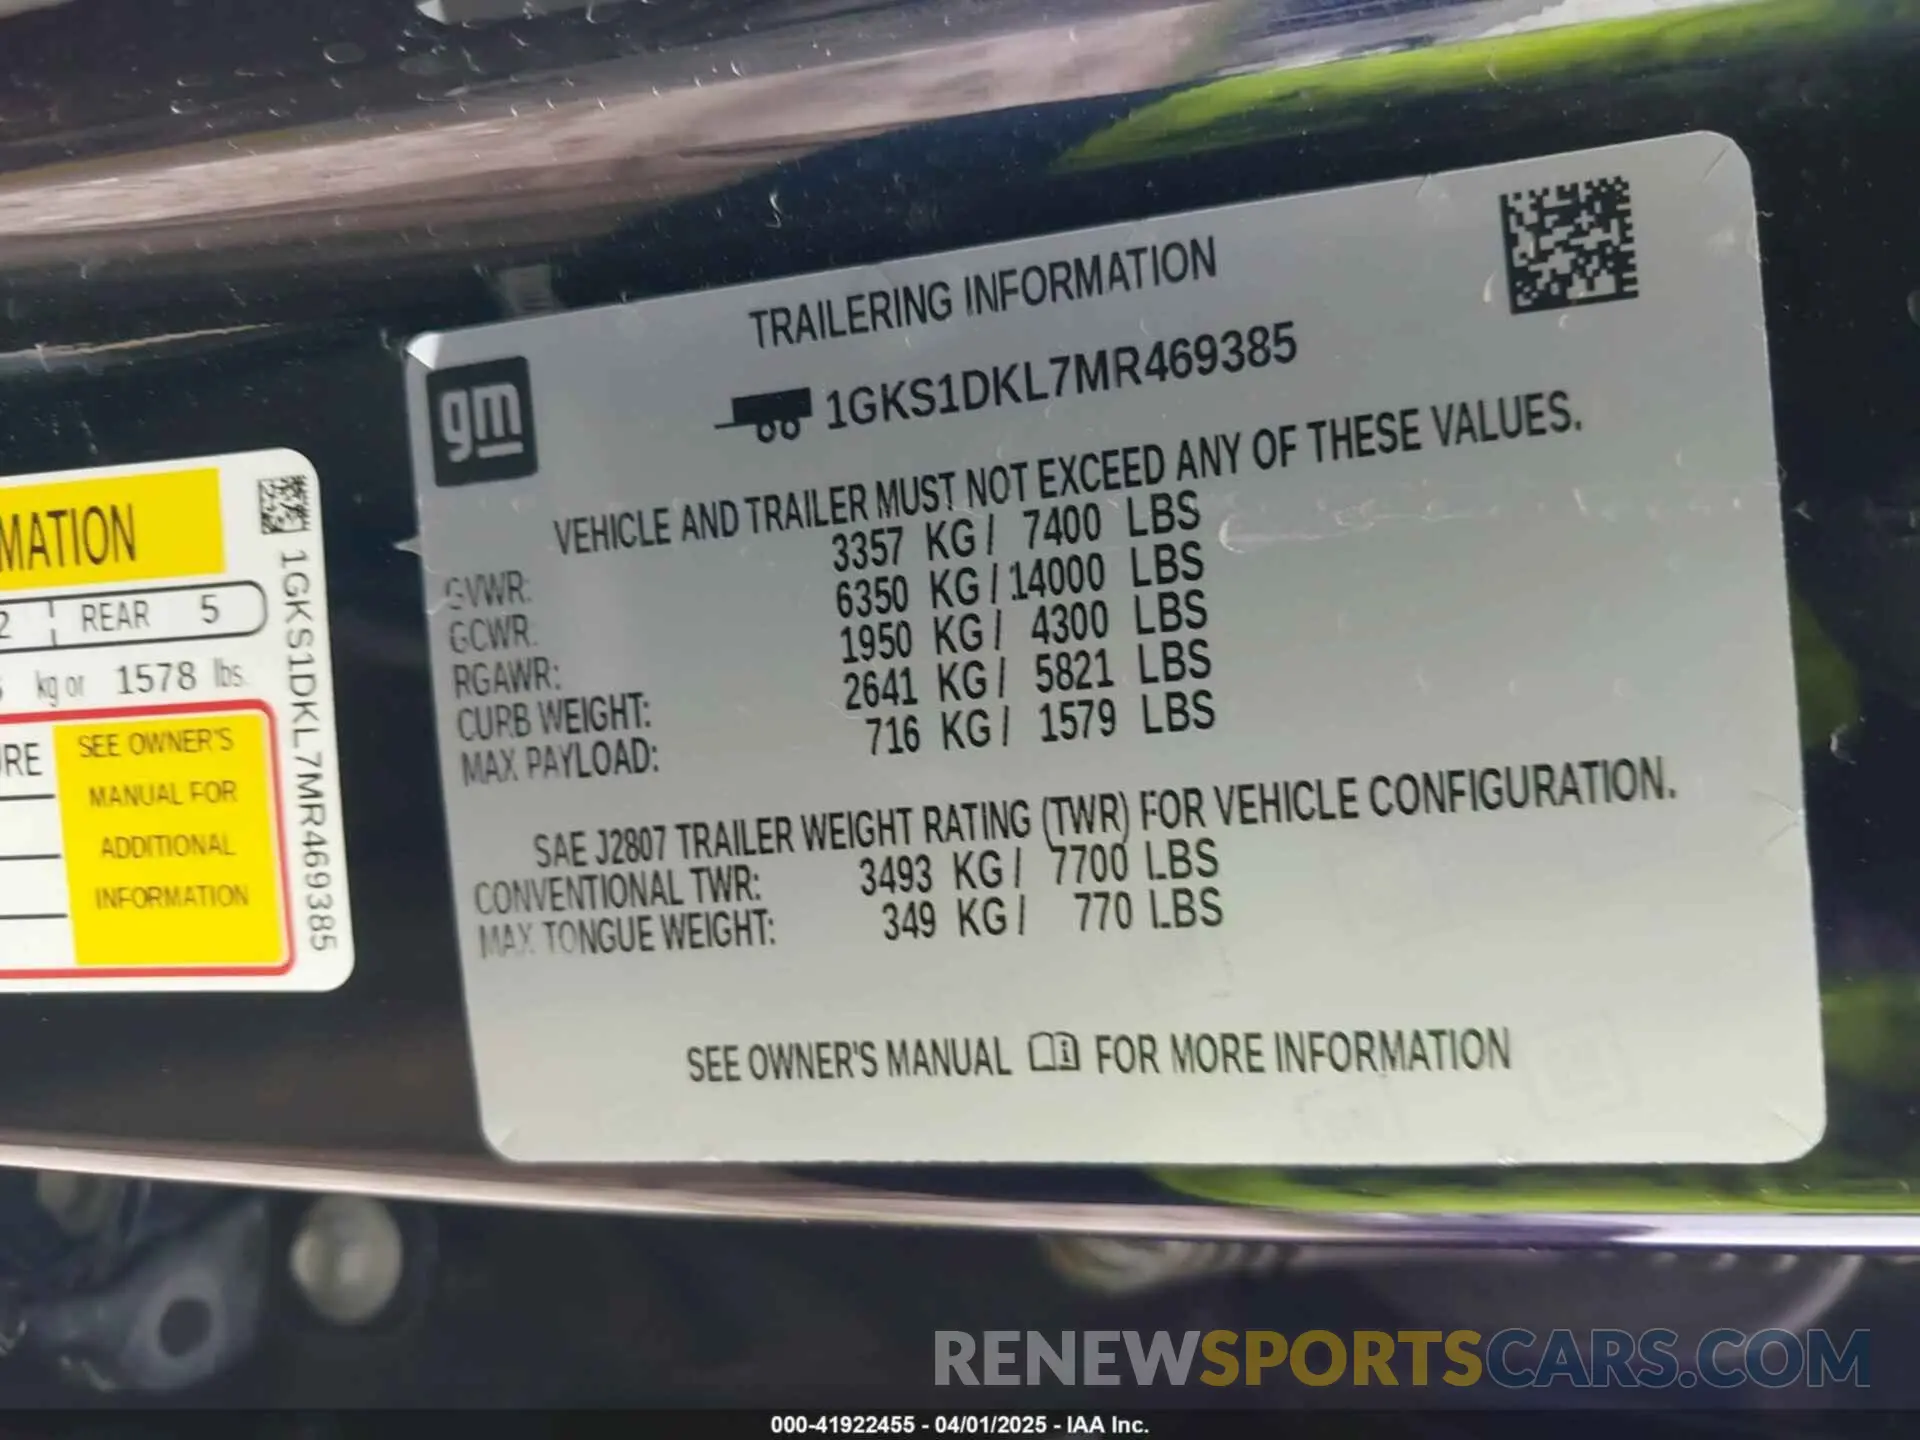 MATION
2 REAR 5
kg or 1578 lbs.
RE
SEE OWNER'S
MANUAL FOR
ADDITIONAL
INFORMATION
1GKS1DKL7MR469385
gm
TRAILERING INFORMATION
1GKS1DKL7MR469385
VEHICLE AND TRAILER MUST NOT EXCEED ANY OF THESE VALUES.
GVWR: 3357 KG / 7400 LBS
GCWR: 6350 KG / 14000 LBS
RGAWR: 1950 KG / 4300 LBS
CURB WEIGHT: 2641 KG / 5821 LBS
MAX PAYLOAD: 716 KG / 1579 LBS
SAE J2807 TRAILER WEIGHT RATING (TWR) FOR VEHICLE CONFIGURATION.
CONVENTIONAL TWR: 3493 KG / 7700 LBS
MAX TONGUE WEIGHT: 349 KG / 770 LBS
SEE OWNER'S MANUAL FOR MORE INFORMATION
RENEWSPORTSCARS.COM
000-41922455 - 04/01/2025 - IAA Inc.